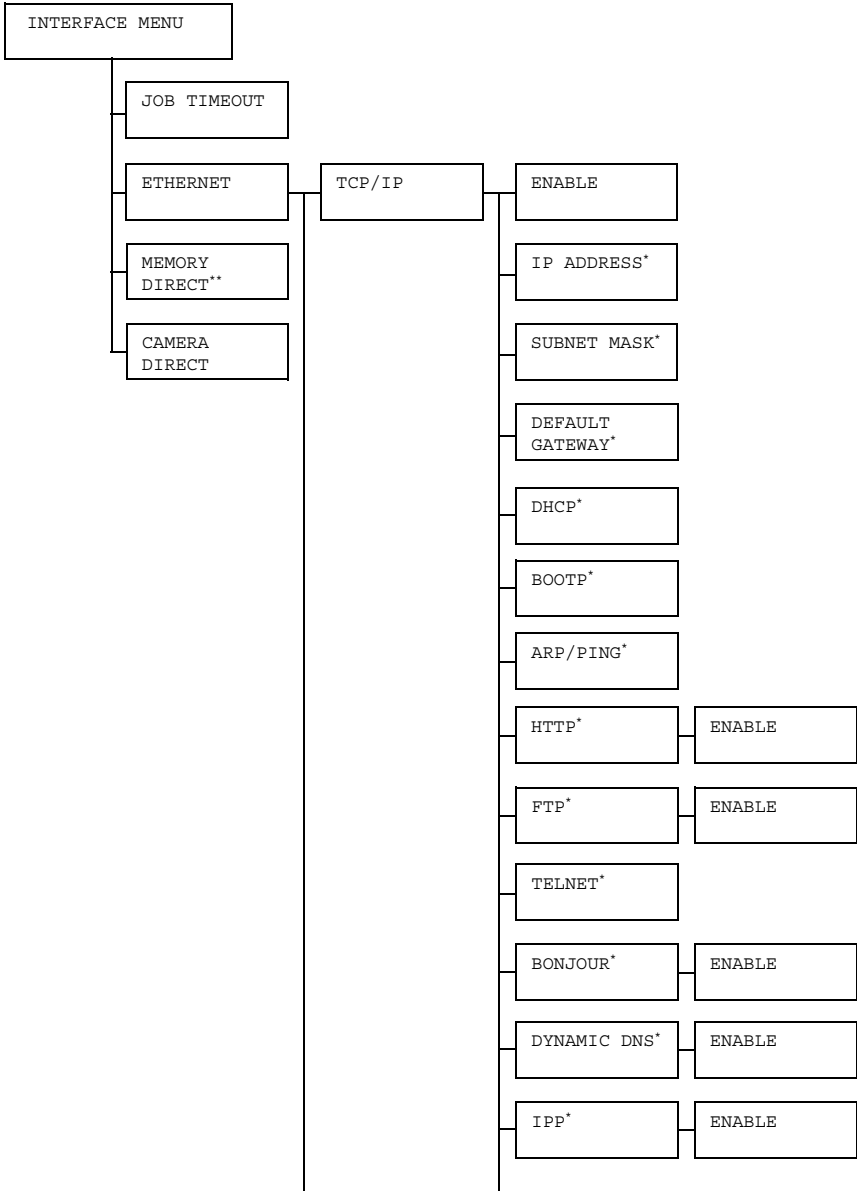 INTERFACE MENU
JOB TIMEOUT
ETHERNET
TCP/IP
ENABLE
MEMORY
DIRECT**
IP ADDRESS*
CAMERA
DIRECT
SUBNET MASK*
DEFAULT
GATEWAY*
DHCP*
BOOTP*
ARP/PING*
HTTP*
ENABLE
FTP*
ENABLE
TELNET*
BONJOUR*
ENABLE
DYNAMIC DNS*
ENABLE
IPP*
ENABLE